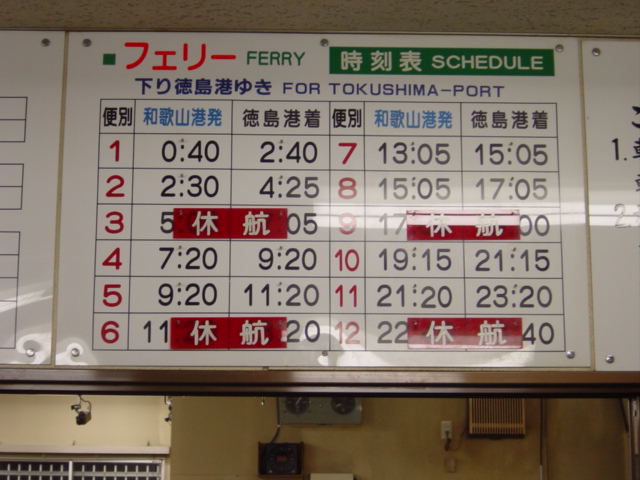 フェリー FERRY 時刻表 SCHEDULE
下り徳島港ゆき FOR TOKUSHIMA-PORT
便別 和歌山港発 徳島港着 便別 和歌山港発 徳島港着
1 0:40 2:40 7 13:05 15:05
2 2:30 4:25 8 15:05 17:05
3 5 休航 05 9 17 休航 00
4 7:20 9:20 10 19:15 21:15
5 9:20 11:20 11 21:20 23:20
6 11 休航 20 12 22 休航 40
1.
2.